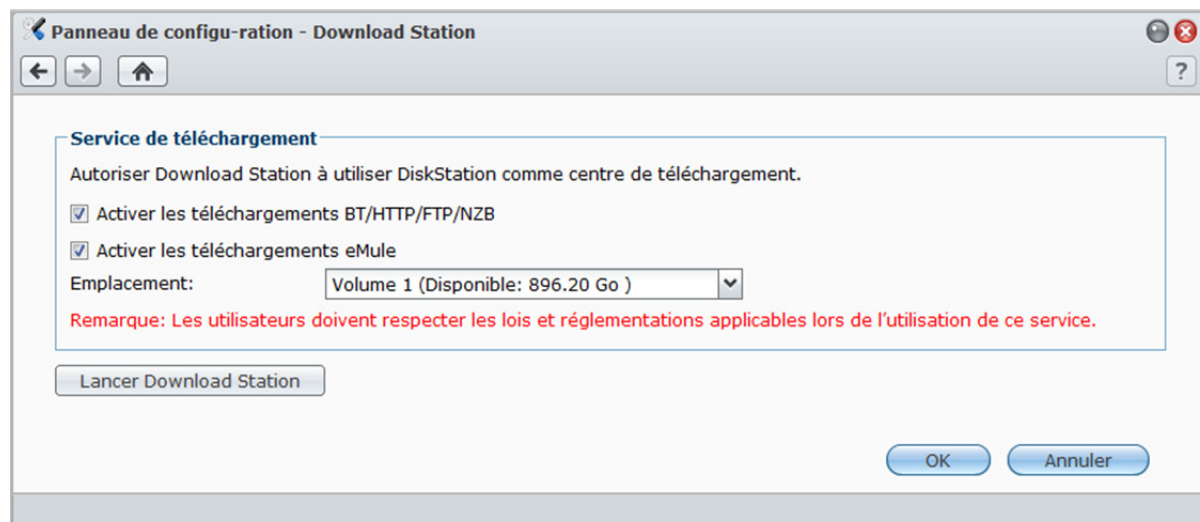 Panneau de configu-ration - Download Station
?
Service de téléchargement
Autoriser Download Station à utiliser DiskStation comme centre de téléchargement.
Activer les téléchargements BT/HTTP/FTP/NZB
Activer les téléchargements eMule
Emplacement: Volume 1 (Disponible: 896.20 Go )
Remarque: Les utilisateurs doivent respecter les lois et réglementations applicables lors de l'utilisation de ce service.
Lancer Download Station
OK Annuler